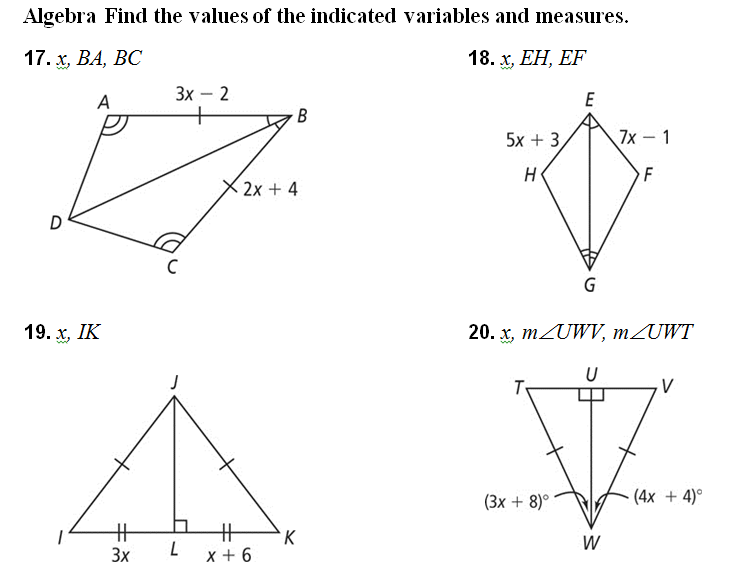 Algebra Find the values of the indicated variables and measures.
17. x, BA, BC
18. x, EH, EF
A
3x − 2
B
2x + 4
D
C
E
5x + 3
7x − 1
H
F
G
19. x, IK
20. x, m∠UWV, m∠UWT
J
I
3x
L
x + 6
K
T
U
V
(3x + 8)°
(4x + 4)°
W